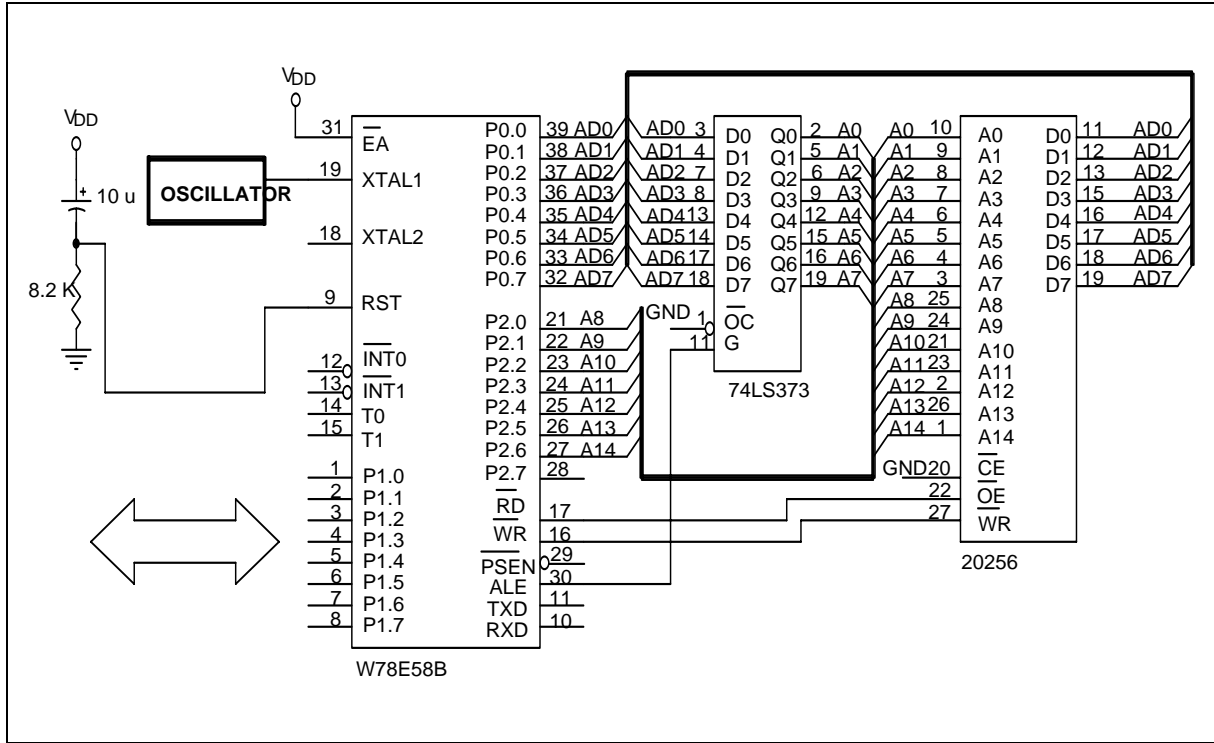 VDD
VDD
10 u
+
8.2 K
OSCILLATOR
31 EA
19 XTAL1
18 XTAL2
9 RST
12 INT0
13 INT1
14 T0
15 T1
1 P1.0
2 P1.1
3 P1.2
4 P1.3
5 P1.4
6 P1.5
7 P1.6
8 P1.7
P0.0 39 AD0
P0.1 38 AD1
P0.2 37 AD2
P0.3 36 AD3
P0.4 35 AD4
P0.5 34 AD5
P0.6 33 AD6
P0.7 32 AD7
P2.0 21 A8
P2.1 22 A9
P2.2 23 A10
P2.3 24 A11
P2.4 25 A12
P2.5 26 A13
P2.6 27 A14
P2.7 28
RD 17
WR 16
PSEN 29
ALE 30
TXD 11
RXD 10
W78E58B
AD0 3 D0 Q0 2 A0
AD1 4 D1 Q1 5 A1
AD2 7 D2 Q2 6 A2
AD3 8 D3 Q3 9 A3
AD4 13 D4 Q4 12 A4
AD5 14 D5 Q5 15 A5
AD6 17 D6 Q6 16 A6
AD7 18 D7 Q7 19 A7
GND 1 OC
11 G
74LS373
A0 10 A0
A1 9 A1
A2 8 A2
A3 7 A3
A4 6 A4
A5 5 A5
A6 4 A6
A7 3 A7
A8 25 A8
A9 24 A9
A10 21 A10
A11 23 A11
A12 2 A12
A13 26 A13
A14 1 A14
GND 20 CE
22 OE
27 WR
D0 11 AD0
D1 12 AD1
D2 13 AD2
D3 15 AD3
D4 16 AD4
D5 17 AD5
D6 18 AD6
D7 19 AD7
20256